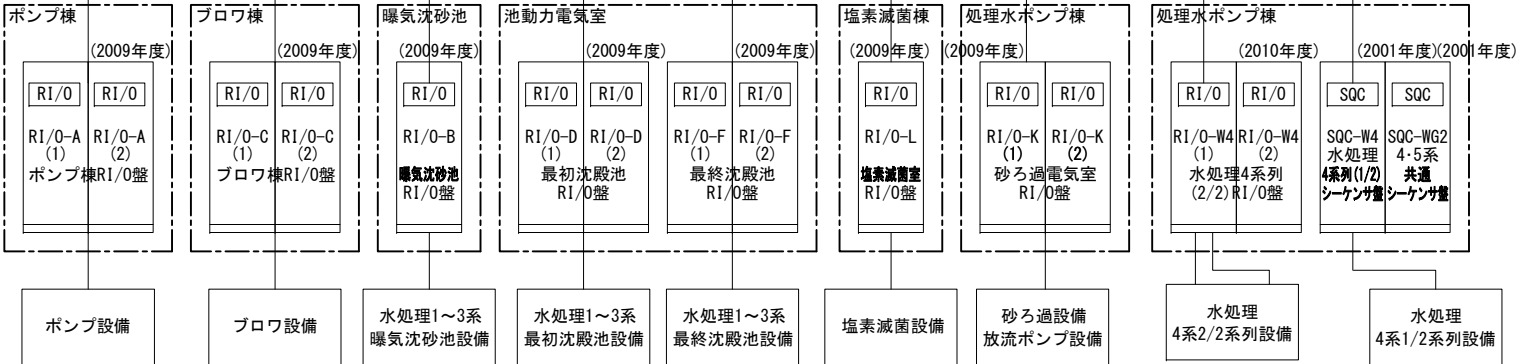 ポンプ棟
(2009年度)
RI/O RI/O
RI/O-A RI/O-A
(1) (2)
ポンプ棟RI/O盤
ポンプ設備
ブロワ棟
(2009年度)
RI/O RI/O
RI/O-C RI/O-C
(1) (2)
ブロワ棟RI/O盤
ブロワ設備
曝気沈砂池
(2009年度)
RI/O
RI/O-B
曝気沈砂池
RI/O盤
水処理1～3系
曝気沈砂池設備
池動力電気室
(2009年度)
RI/O RI/O
RI/O-D RI/O-D
(1) (2)
最初沈殿池
RI/O盤
水処理1～3系
最初沈殿池設備
(2009年度)
RI/O RI/O
RI/O-F RI/O-F
(1) (2)
最終沈殿池
RI/O盤
水処理1～3系
最終沈殿池設備
塩素滅菌棟
(2009年度)
RI/O
RI/O-L
塩素滅菌室
RI/O盤
塩素滅菌設備
処理水ポンプ棟
(2009年度)
RI/O RI/O
RI/O-K RI/O-K
(1) (2)
砂ろ過電気室
RI/O盤
砂ろ過設備
放流ポンプ設備
処理水ポンプ棟
(2010年度)
RI/O RI/O
RI/O-W4 RI/O-W4
(1) (2)
水処理4系列
(2/2)RI/O盤
水処理
4系2/2系列設備
(2001年度)
SQC
SQC-W4
水処理
4系列(1/2)
シーケンサ盤
(2001年度)
SQC
SQC-WG2
4・5系
共通
シーケンサ盤
水処理
4系1/2系列設備